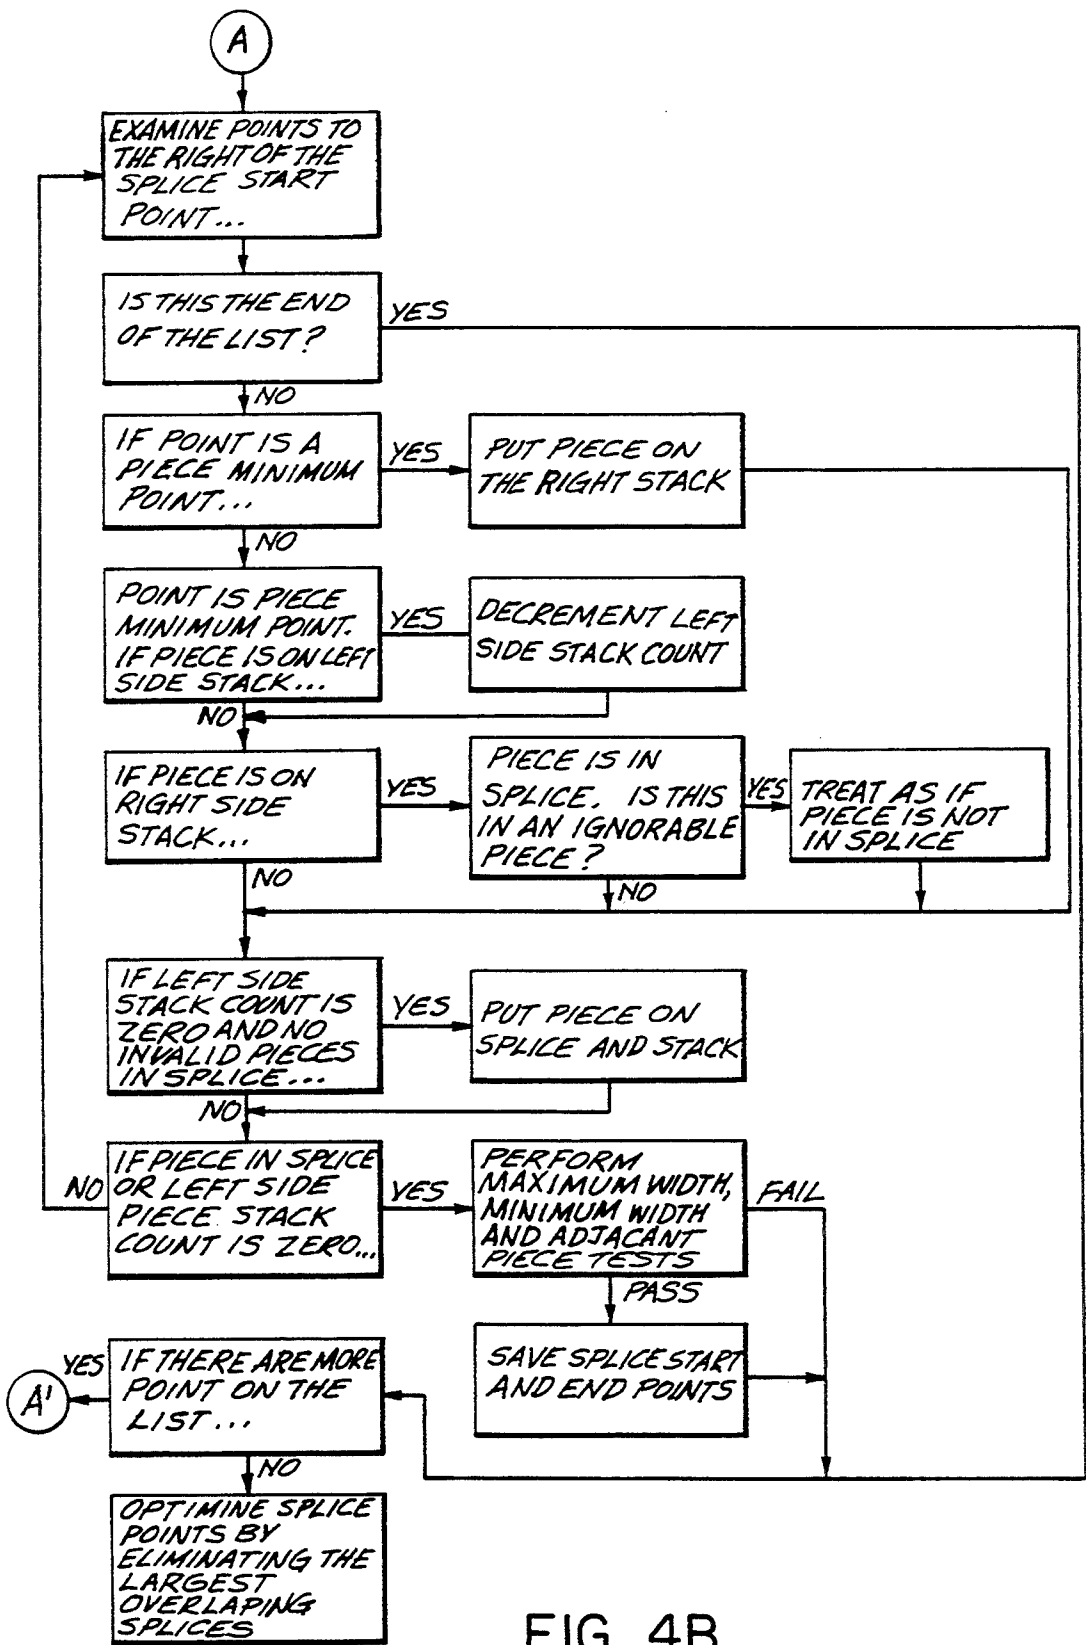 A
EXAMINE POINTS TO
THE RIGHT OF THE
SPLICE START
POINT...
IS THIS THE END
OF THE LIST?
YES
NO
IF POINT IS A
PIECE MINIMUM
POINT...
YES
PUT PIECE ON
THE RIGHT STACK
NO
POINT IS PIECE
MINIMUM POINT.
IF PIECE IS ON LEFT
SIDE STACK...
YES
DECREMENT LEFT
SIDE STACK COUNT
NO
IF PIECE IS ON
RIGHT SIDE
STACK...
YES
PIECE IS IN
SPLICE. IS THIS
IN AN IGNORABLE
PIECE?
YES
TREAT AS IF
PIECE IS NOT
IN SPLICE
NO
NO
IF LEFT SIDE
STACK COUNT IS
ZERO AND NO
INVALID PIECES
IN SPLICE...
YES
PUT PIECE ON
SPLICE AND STACK
NO
IF PIECE IN SPLICE
OR LEFT SIDE
PIECE STACK
COUNT IS ZERO...
NO
YES
PERFORM
MAXIMUM WIDTH,
MINIMUM WIDTH
AND ADJACANT
PIECE TESTS
FAIL
PASS
SAVE SPLICE START
AND END POINTS
IF THERE ARE MORE
POINT ON THE
LIST...
YES
A'
NO
OPTIMINE SPLICE
POINTS BY
ELIMINATING THE
LARGEST
OVERLAPING
SPLICES
FIG. 4B